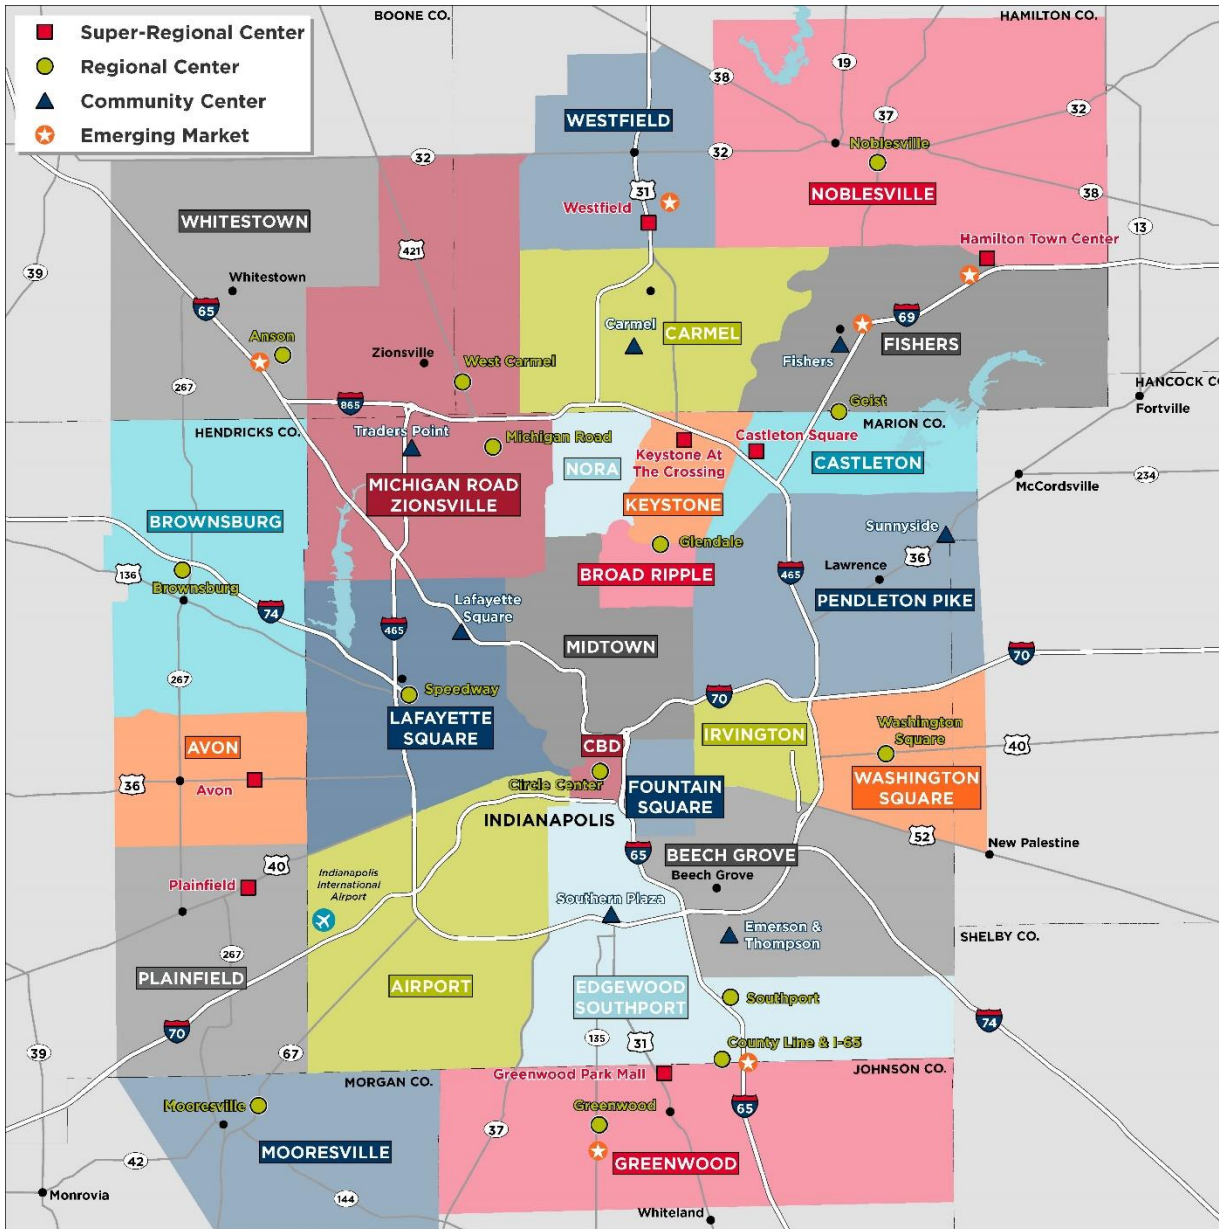 BOONE CO.
HAMILTON CO.
Super-Regional Center
Regional Center
Community Center
Emerging Market
19
38
37
32
WESTFIELD
32
32
Noblesville
31
NOBLESVILLE
38
Westfield
WHITESTOWN
13
Hamilton Town Center
421
39
Whitestown
65
69
Anson
Carmel
CARMEL
Zionsville
West Carmel
Fishers
FISHERS
267
HANCOCK CO.
865
Geist
Fortville
HENDRICKS CO.
MARION CO.
Traders Point
Michigan Road
Castleton Square
Keystone At
The Crossing
NORA
CASTLETON
MICHIGAN ROAD
ZIONSVILLE
234
McCordsville
KEYSTONE
BROWNSBURG
Sunnyside
Glendale
36
136
Lawrence
BROAD RIPPLE
465
Brownsburg
PENDLETON PIKE
74
Lafayette
Square
465
MIDTOWN
70
267
Speedway
70
LAFAYETTE
SQUARE
Washington
Square
IRVINGTON
AVON
CBD
40
36
Avon
Circle Center
FOUNTAIN
SQUARE
WASHINGTON
SQUARE
INDIANAPOLIS
52
New Palestine
65
BEECH GROVE
40
Beech Grove
Plainfield
Indianapolis
International
Airport
Southern Plaza
Emerson &
Thompson
SHELBY CO.
267
PLAINFIELD
AIRPORT
EDGEWOOD
SOUTHPORT
Southport
70
74
135
31
County Line & I-65
39
67
Greenwood Park Mall
JOHNSON CO.
MORGAN CO.
Mooresville
Greenwood
65
37
MOORESVILLE
42
GREENWOOD
Monrovia
144
Whiteland